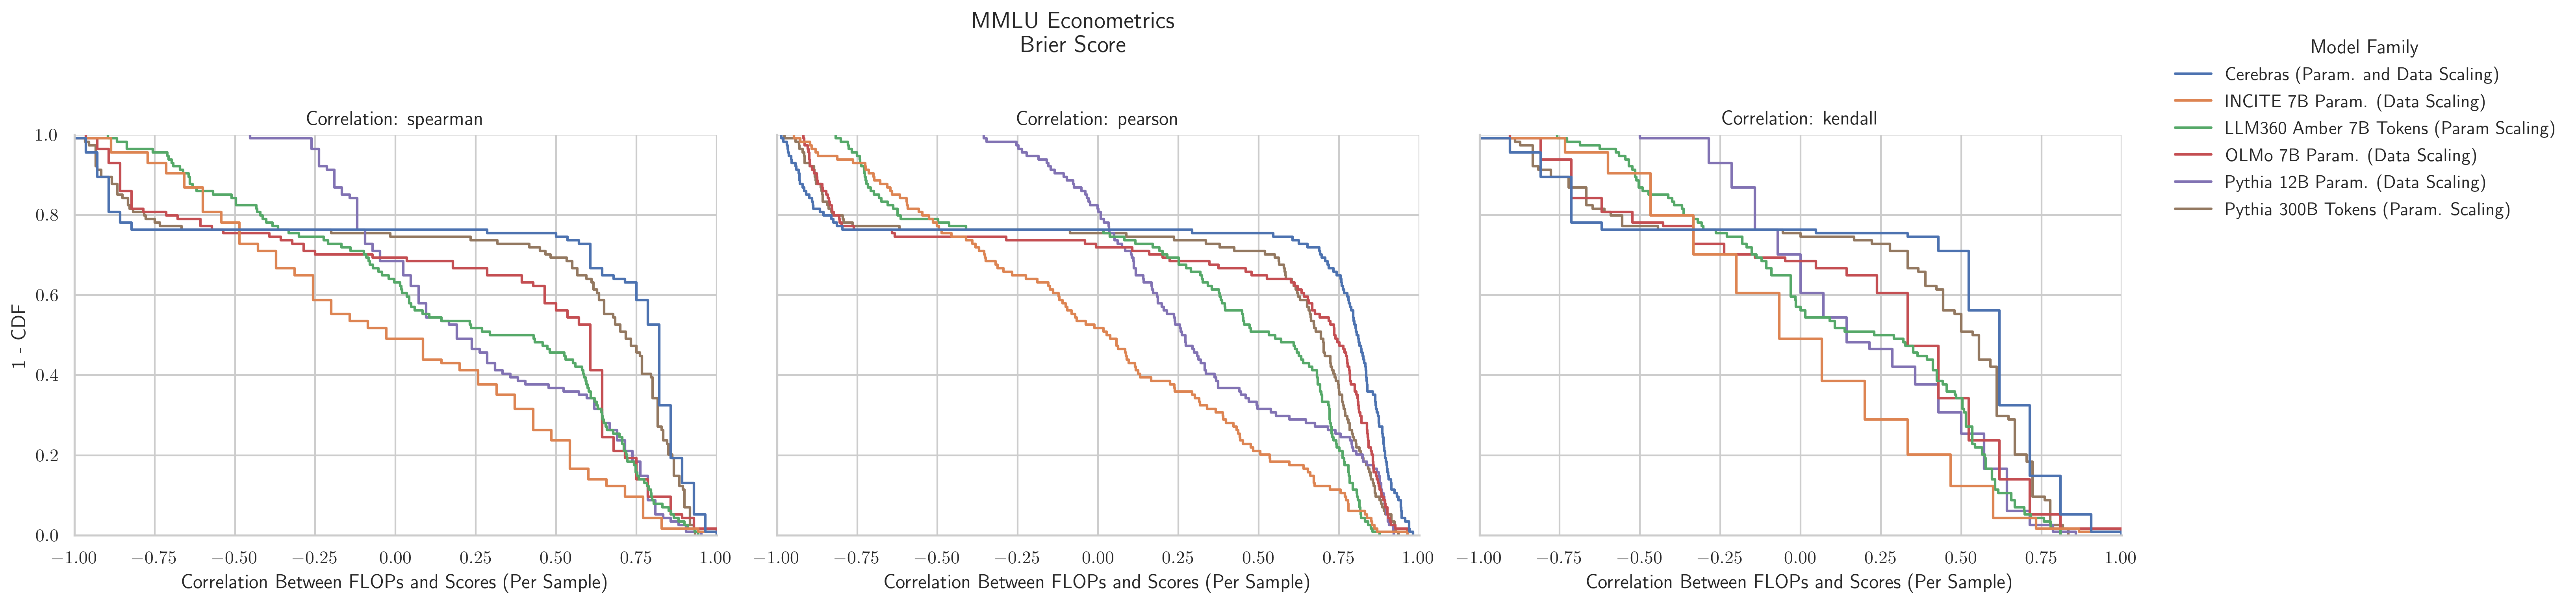 MMLU Econometrics
Brier Score
Model Family
Cerebras (Param. and Data Scaling)
INCITE 7B Param. (Data Scaling)
LLM360 Amber 7B Tokens (Param Scaling)
OLMo 7B Param. (Data Scaling)
Pythia 12B Param. (Data Scaling)
Pythia 300B Tokens (Param. Scaling)
Correlation: spearman
1 - CDF
1.0
0.8
0.6
0.4
0.2
0.0
−1.00 −0.75 −0.50 −0.25 0.00 0.25 0.50 0.75 1.00
Correlation Between FLOPs and Scores (Per Sample)
Correlation: pearson
−1.00 −0.75 −0.50 −0.25 0.00 0.25 0.50 0.75 1.00
Correlation Between FLOPs and Scores (Per Sample)
Correlation: kendall
−1.00 −0.75 −0.50 −0.25 0.00 0.25 0.50 0.75 1.00
Correlation Between FLOPs and Scores (Per Sample)